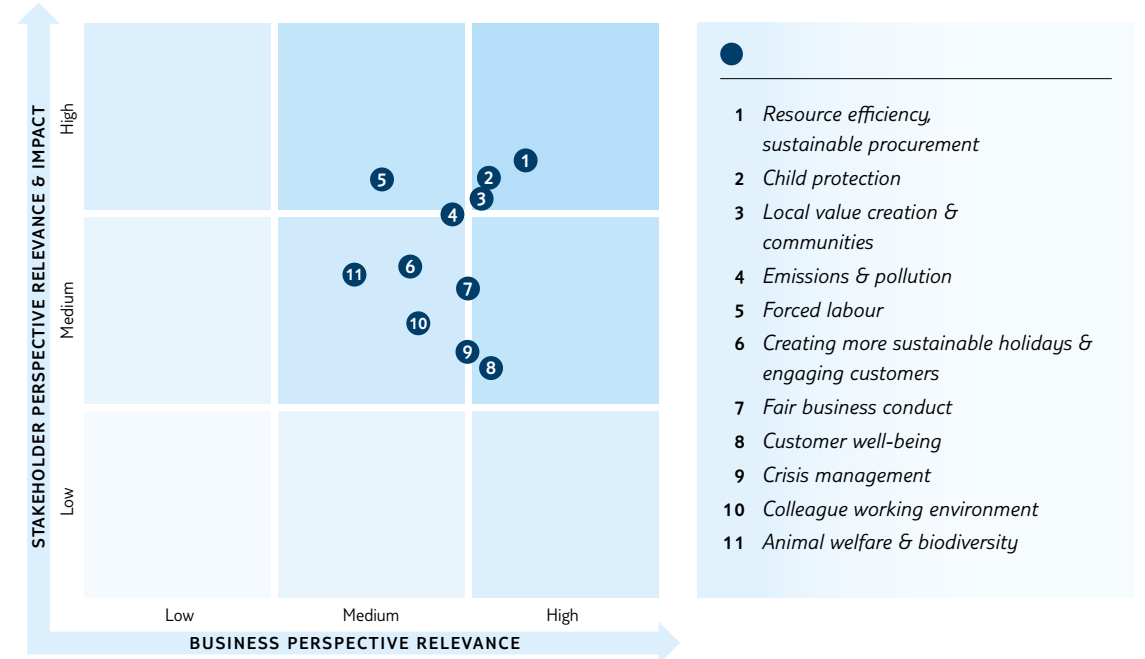 STAKEHOLDER PERSPECTIVE RELEVANCE & IMPACT
High
Medium
Low
1
2
3
4
5
6
7
8
9
10
11
Low
Medium
High
BUSINESS PERSPECTIVE RELEVANCE
1 Resource efficiency,
sustainable procurement
2 Child protection
3 Local value creation &
communities
4 Emissions & pollution
5 Forced labour
6 Creating more sustainable holidays &
engaging customers
7 Fair business conduct
8 Customer well-being
9 Crisis management
10 Colleague working environment
11 Animal welfare & biodiversity